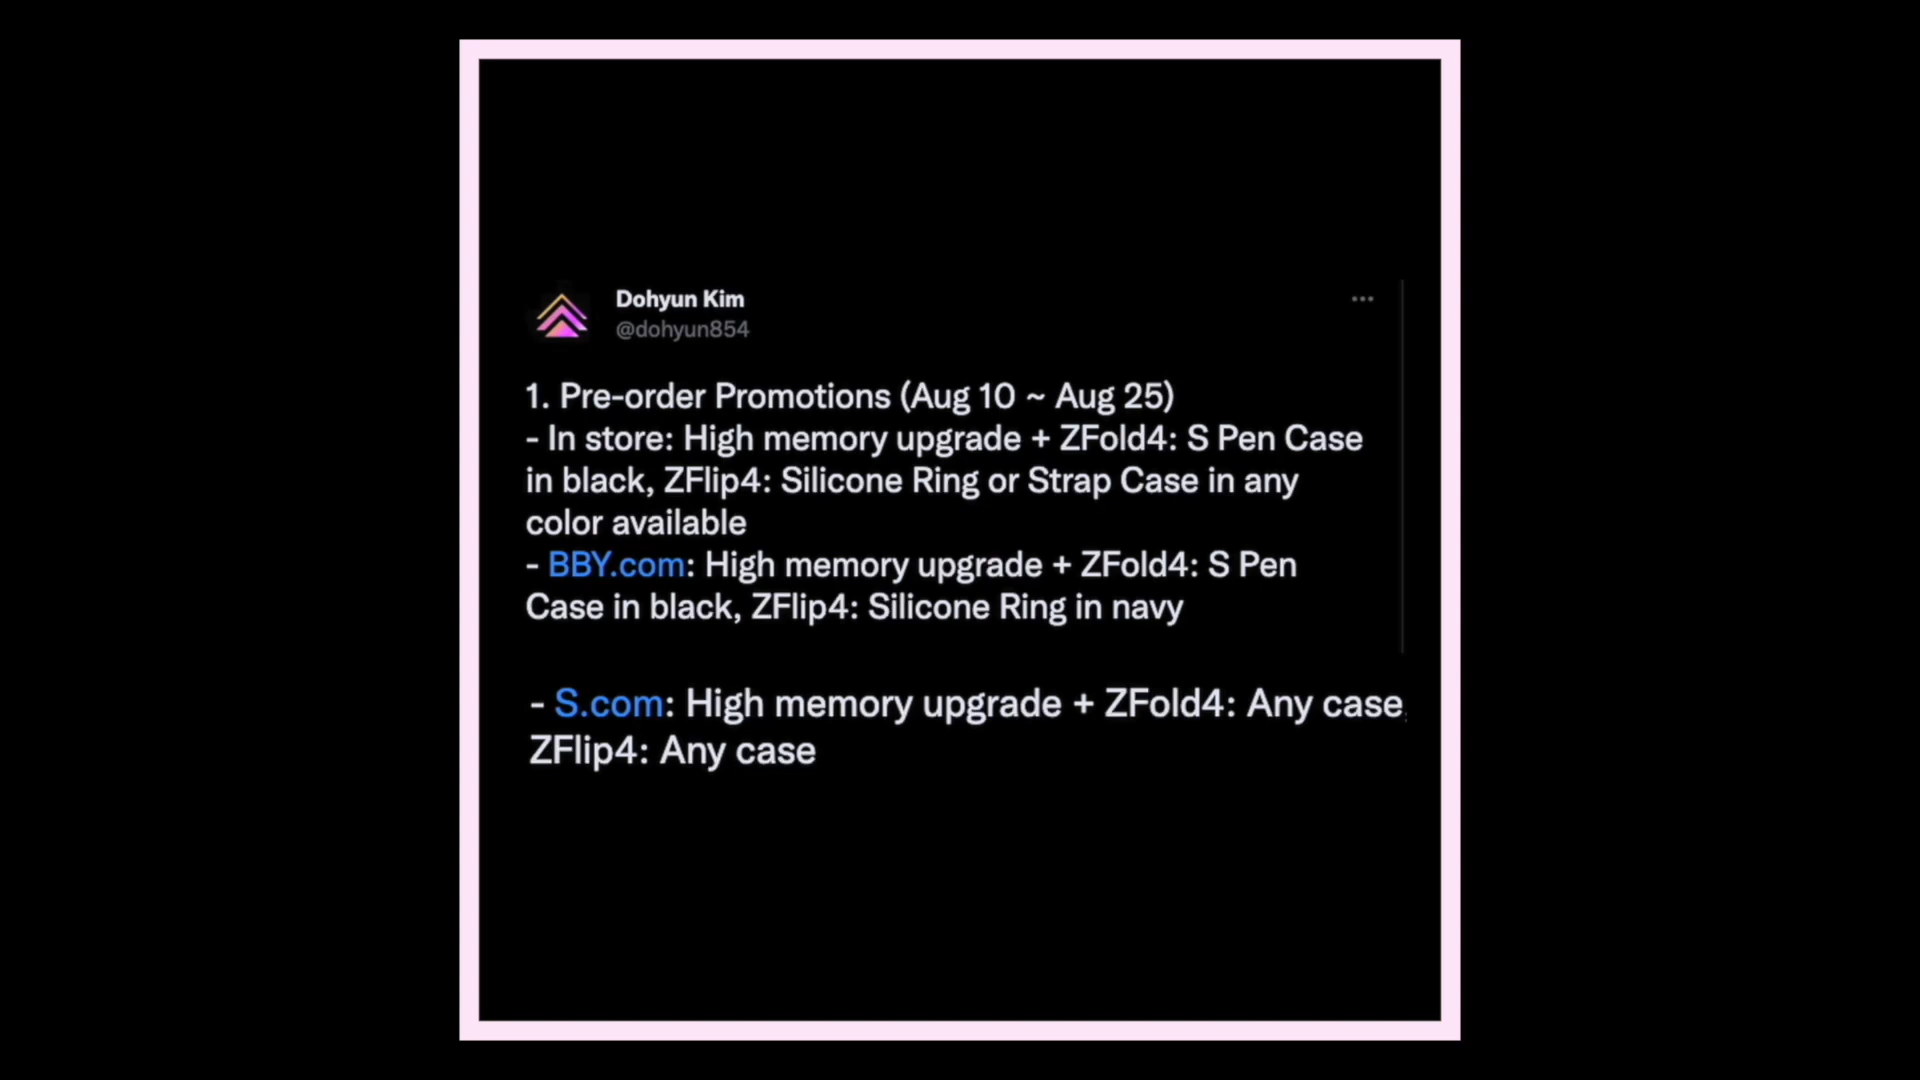 Dohyun Kim
@dohyun854
1. Pre-order Promotions (Aug 10 ~ Aug 25)
- In store: High memory upgrade + ZFold4: S Pen Case
in black, ZFlip4: Silicone Ring or Strap Case in any
color available
- BBY.com: High memory upgrade + ZFold4: S Pen
Case in black, ZFlip4: Silicone Ring in navy
- S.com: High memory upgrade + ZFold4: Any case,
ZFlip4: Any case